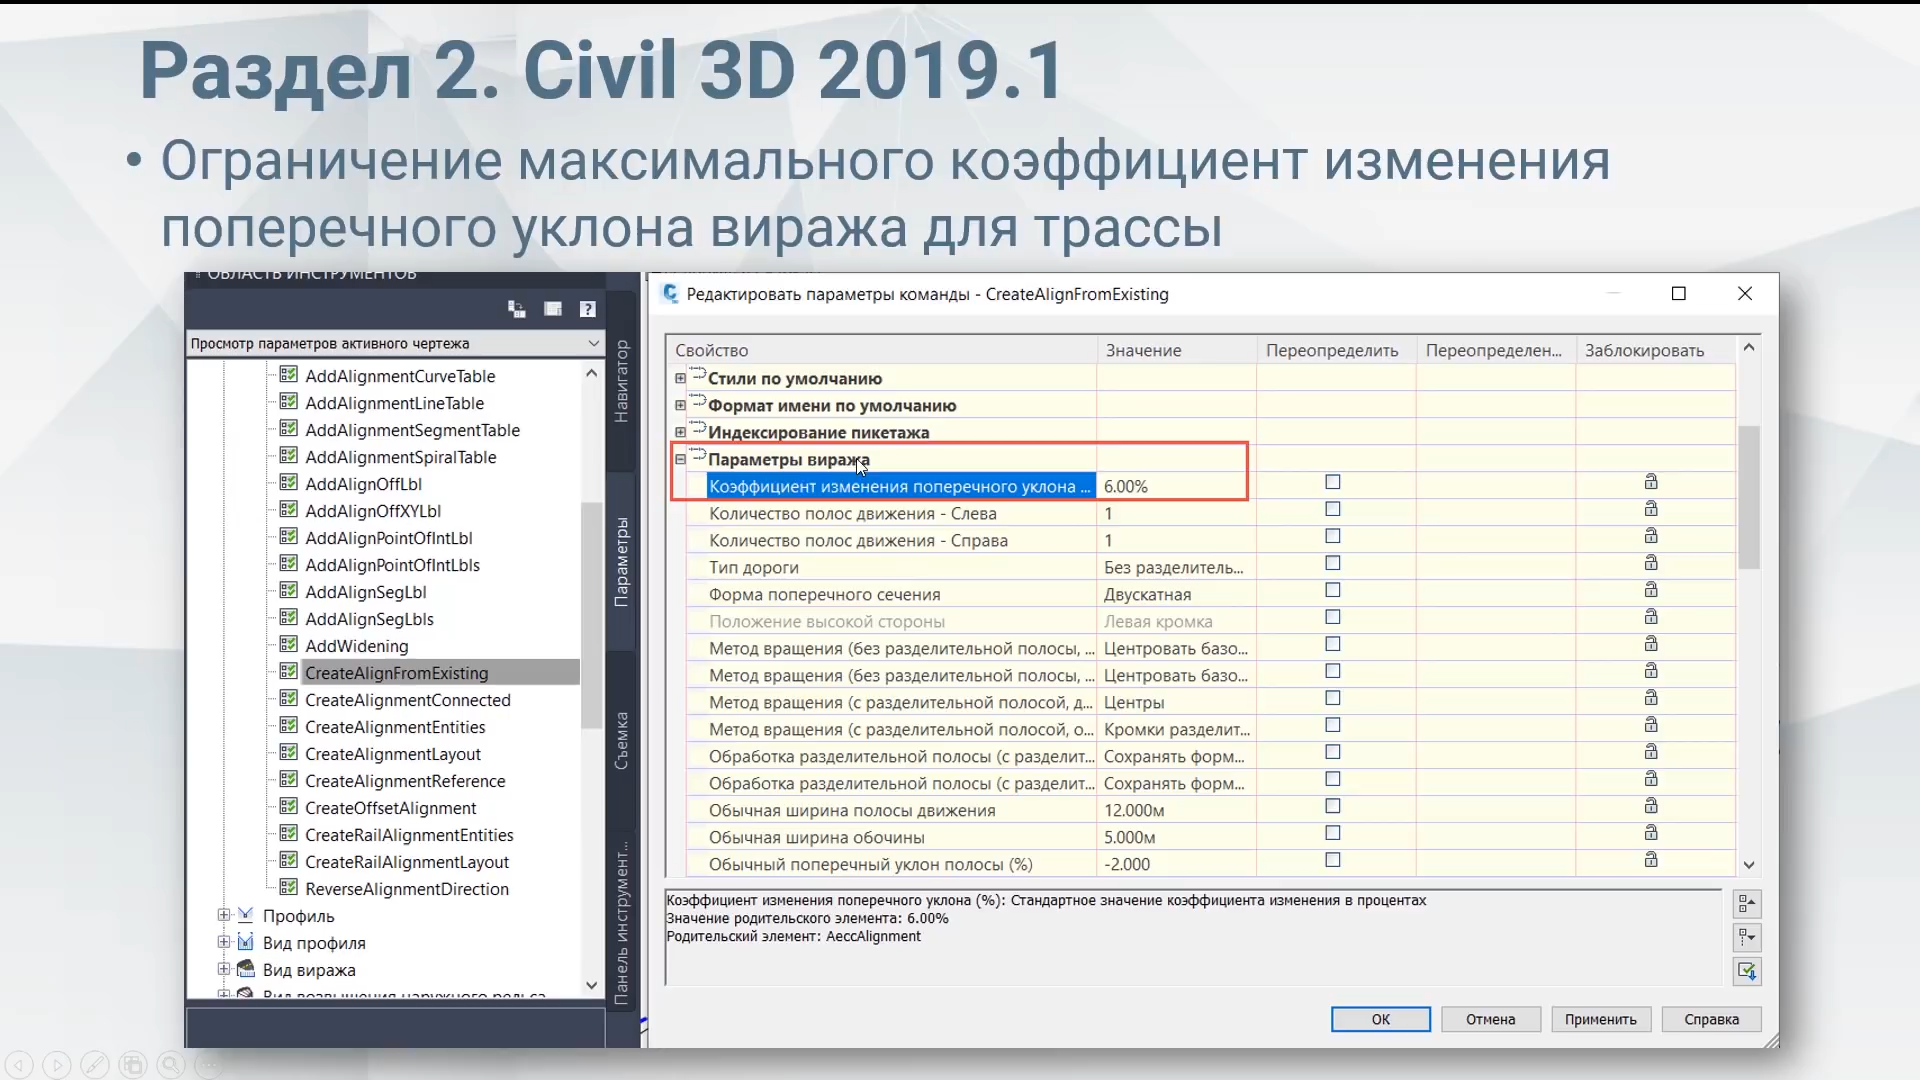 Раздел 2. Civil 3D 2019.1
• Ограничение максимального коэффициент изменения
поперечного уклона виража для трассы
ОБЛАСТЬ ИНСТРУМЕНТОВ
Просмотр параметров активного чертежа
AddAlignmentCurveTable
AddAlignmentLineTable
AddAlignmentSegmentTable
AddAlignmentSpiralTable
AddAlignOffLbl
AddAlignOffXYLbl
AddAlignPointOfIntLbl
AddAlignPointOfIntLbls
AddAlignSegLbl
AddAlignSegLbls
AddWidening
CreateAlignFromExisting
CreateAlignmentConnected
CreateAlignmentEntities
CreateAlignmentLayout
CreateAlignmentReference
CreateOffsetAlignment
CreateRailAlignmentEntities
CreateRailAlignmentLayout
ReverseAlignmentDirection
Профиль
Вид профиля
Вид виража
Вид возвышения наружного рельса
Навигатор
Параметры
Съемка
Панель инструмент...
Редактировать параметры команды - CreateAlignFromExisting
Свойство Значение Переопределить Переопределен... Заблокировать
Стили по умолчанию
Формат имени по умолчанию
Индексирование пикетажа
Параметры виража
Коэффициент изменения поперечного уклона ... 6.00%
Количество полос движения - Слева 1
Количество полос движения - Справа 1
Тип дороги Без разделитель...
Форма поперечного сечения Двускатная
Положение высокой стороны Левая кромка
Метод вращения (без разделительной полосы, ... Центровать базо...
Метод вращения (без разделительной полосы, ... Центровать базо...
Метод вращения (с разделительной полосой, д... Центры
Метод вращения (с разделительной полосой, о... Кромки разделит...
Обработка разделительной полосы (с разделит... Сохранять форм...
Обработка разделительной полосы (с разделит... Сохранять форм...
Обычная ширина полосы движения 12.000м
Обычная ширина обочины 5.000м
Обычный поперечный уклон полосы (%) -2.000
Коэффициент изменения поперечного уклона (%): Стандартное значение коэффициента изменения в процентах
Значение родительского элемента: 6.00%
Родительский элемент: AeccAlignment
ОК Отмена Применить Справка